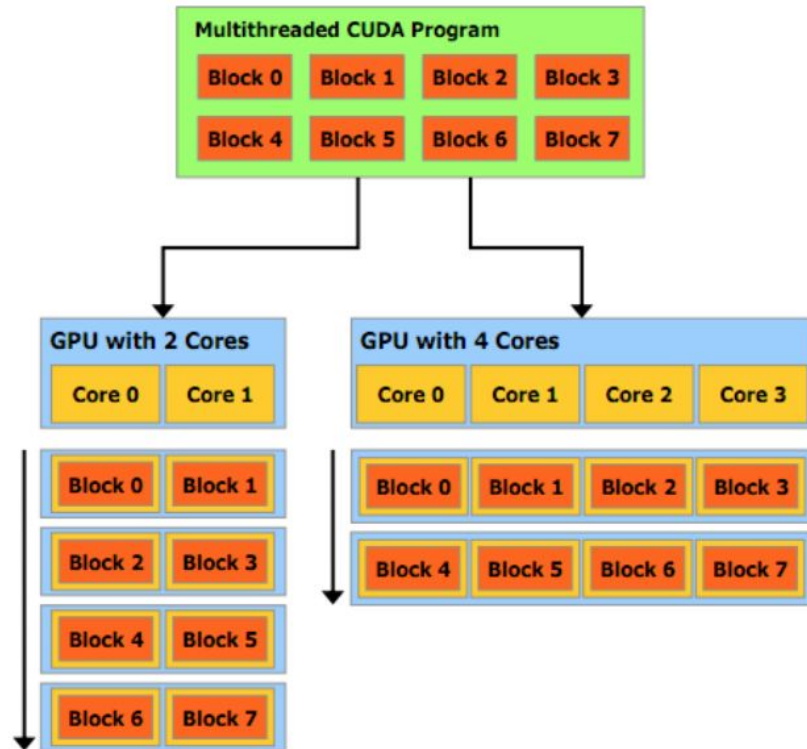 Multithreaded CUDA Program
Block 0 Block 1 Block 2 Block 3
Block 4 Block 5 Block 6 Block 7
GPU with 2 Cores
Core 0 Core 1
Block 0 Block 1
Block 2 Block 3
Block 4 Block 5
Block 6 Block 7
GPU with 4 Cores
Core 0 Core 1 Core 2 Core 3
Block 0 Block 1 Block 2 Block 3
Block 4 Block 5 Block 6 Block 7